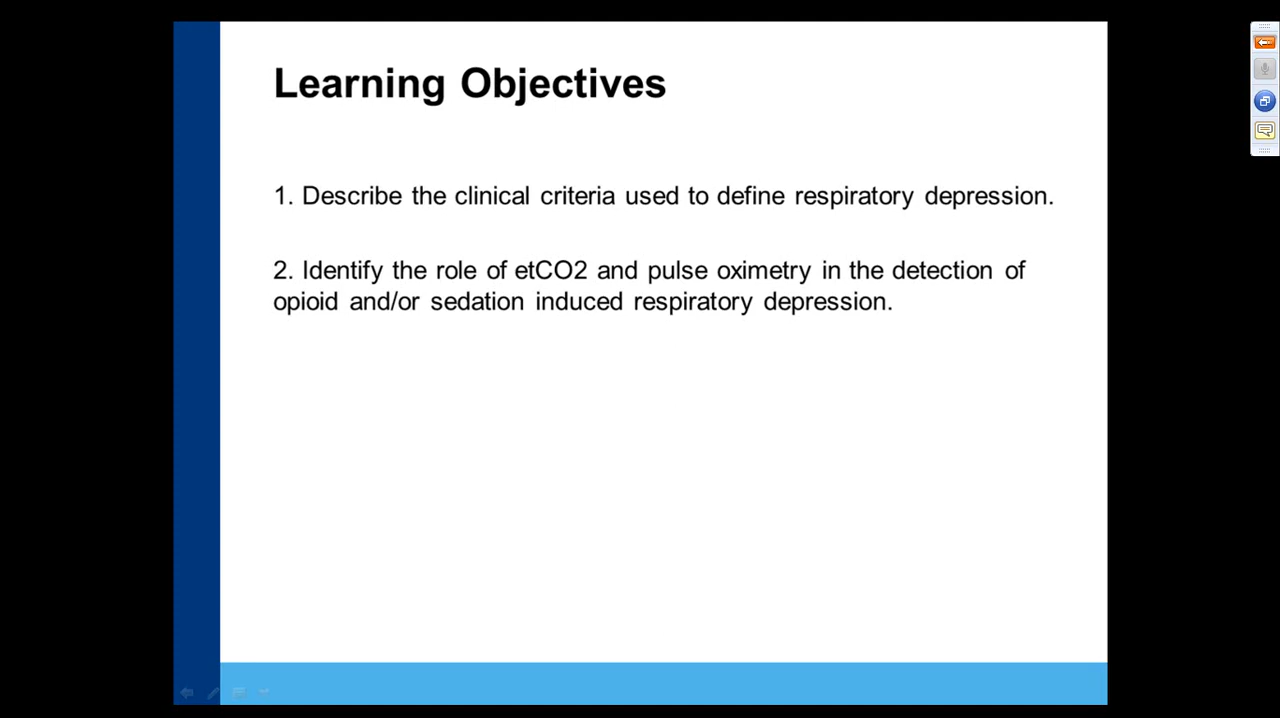 Learning Objectives
1. Describe the clinical criteria used to define respiratory depression.
2. Identify the role of etCO2 and pulse oximetry in the detection of
opioid and/or sedation induced respiratory depression.